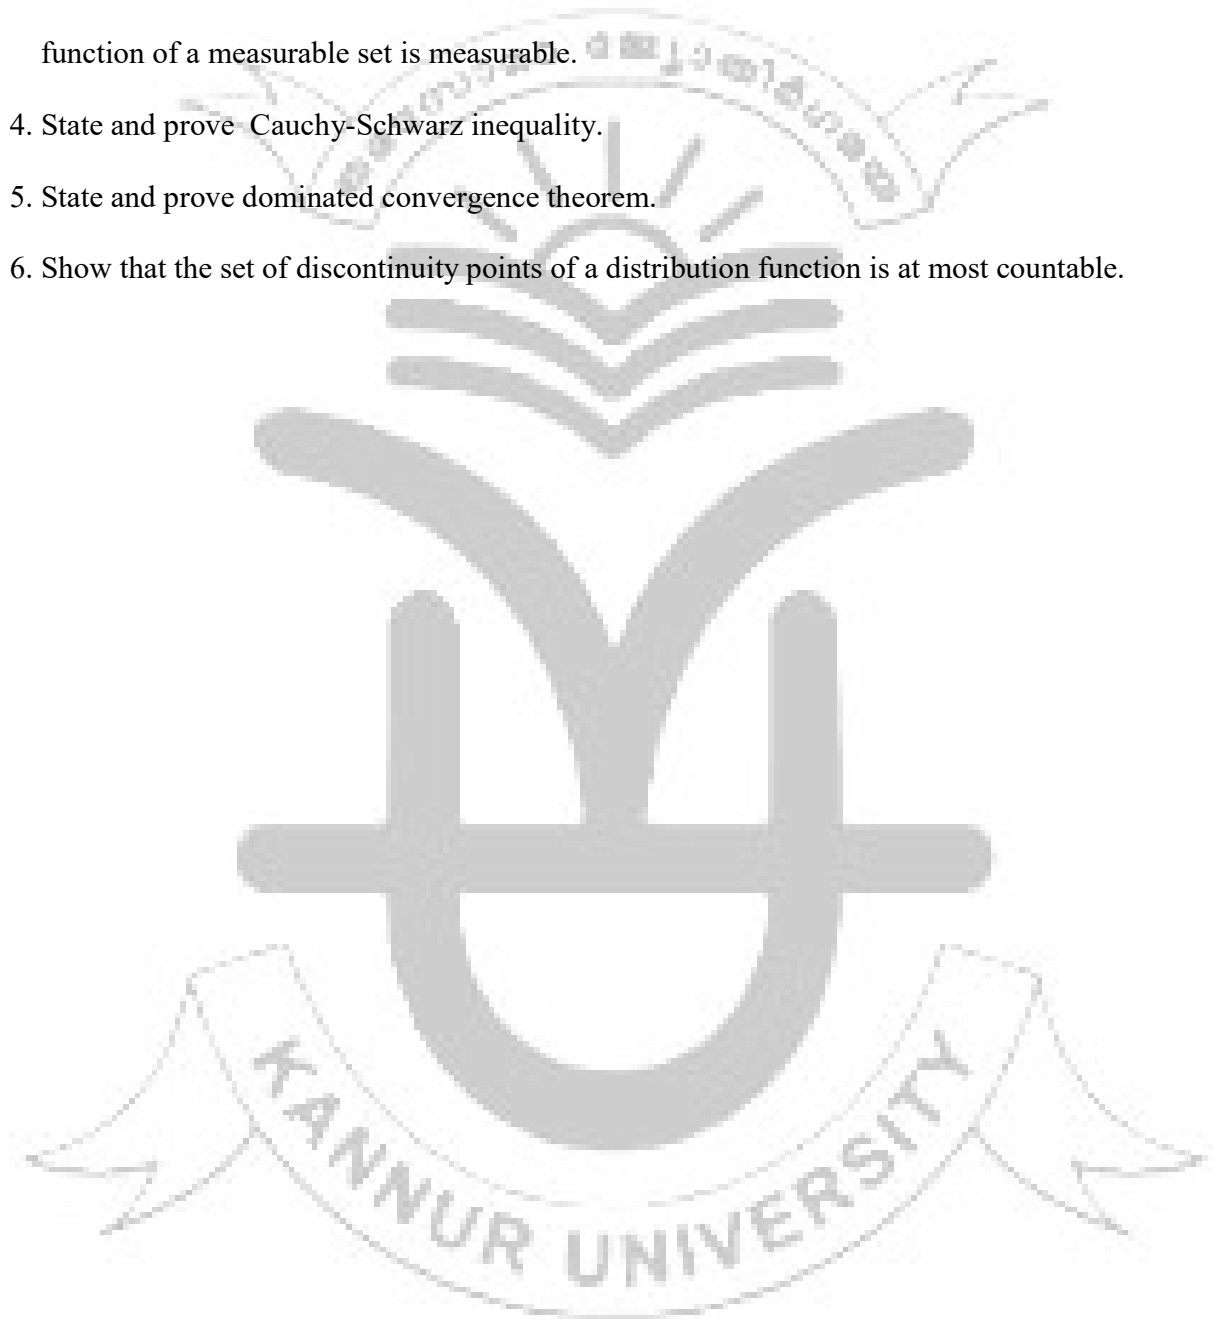 function of a measurable set is measurable.
4. State and prove Cauchy-Schwarz inequality.
5. State and prove dominated convergence theorem.
6. Show that the set of discontinuity points of a distribution function is at most countable.
KANNUR UNIVERSITY